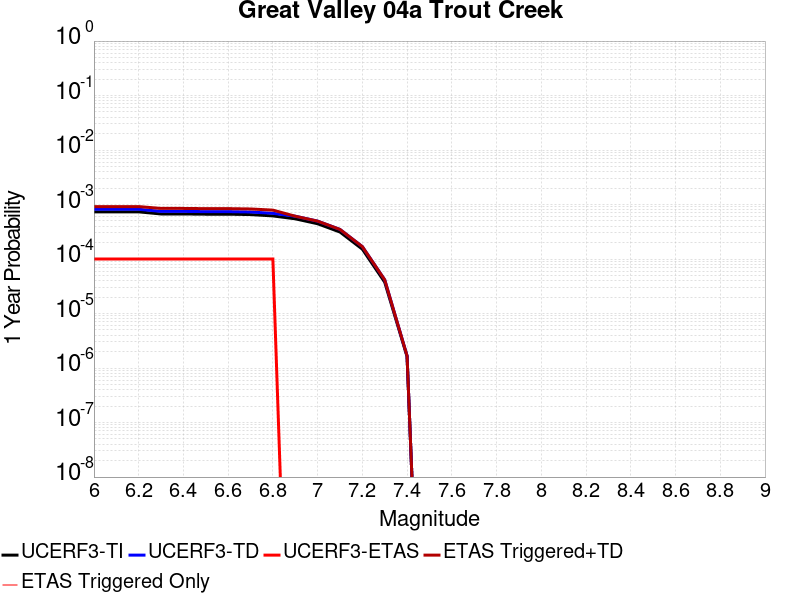 Great Valley 04a Trout Creek
1 Year Probability
10^0
10^-1
10^-2
10^-3
10^-4
10^-5
10^-6
10^-7
10^-8
6 6.2 6.4 6.6 6.8 7 7.2 7.4 7.6 7.8 8 8.2 8.4 8.6 8.8 9
Magnitude
UCERF3-TI UCERF3-TD UCERF3-ETAS ETAS Triggered+TD
ETAS Triggered Only